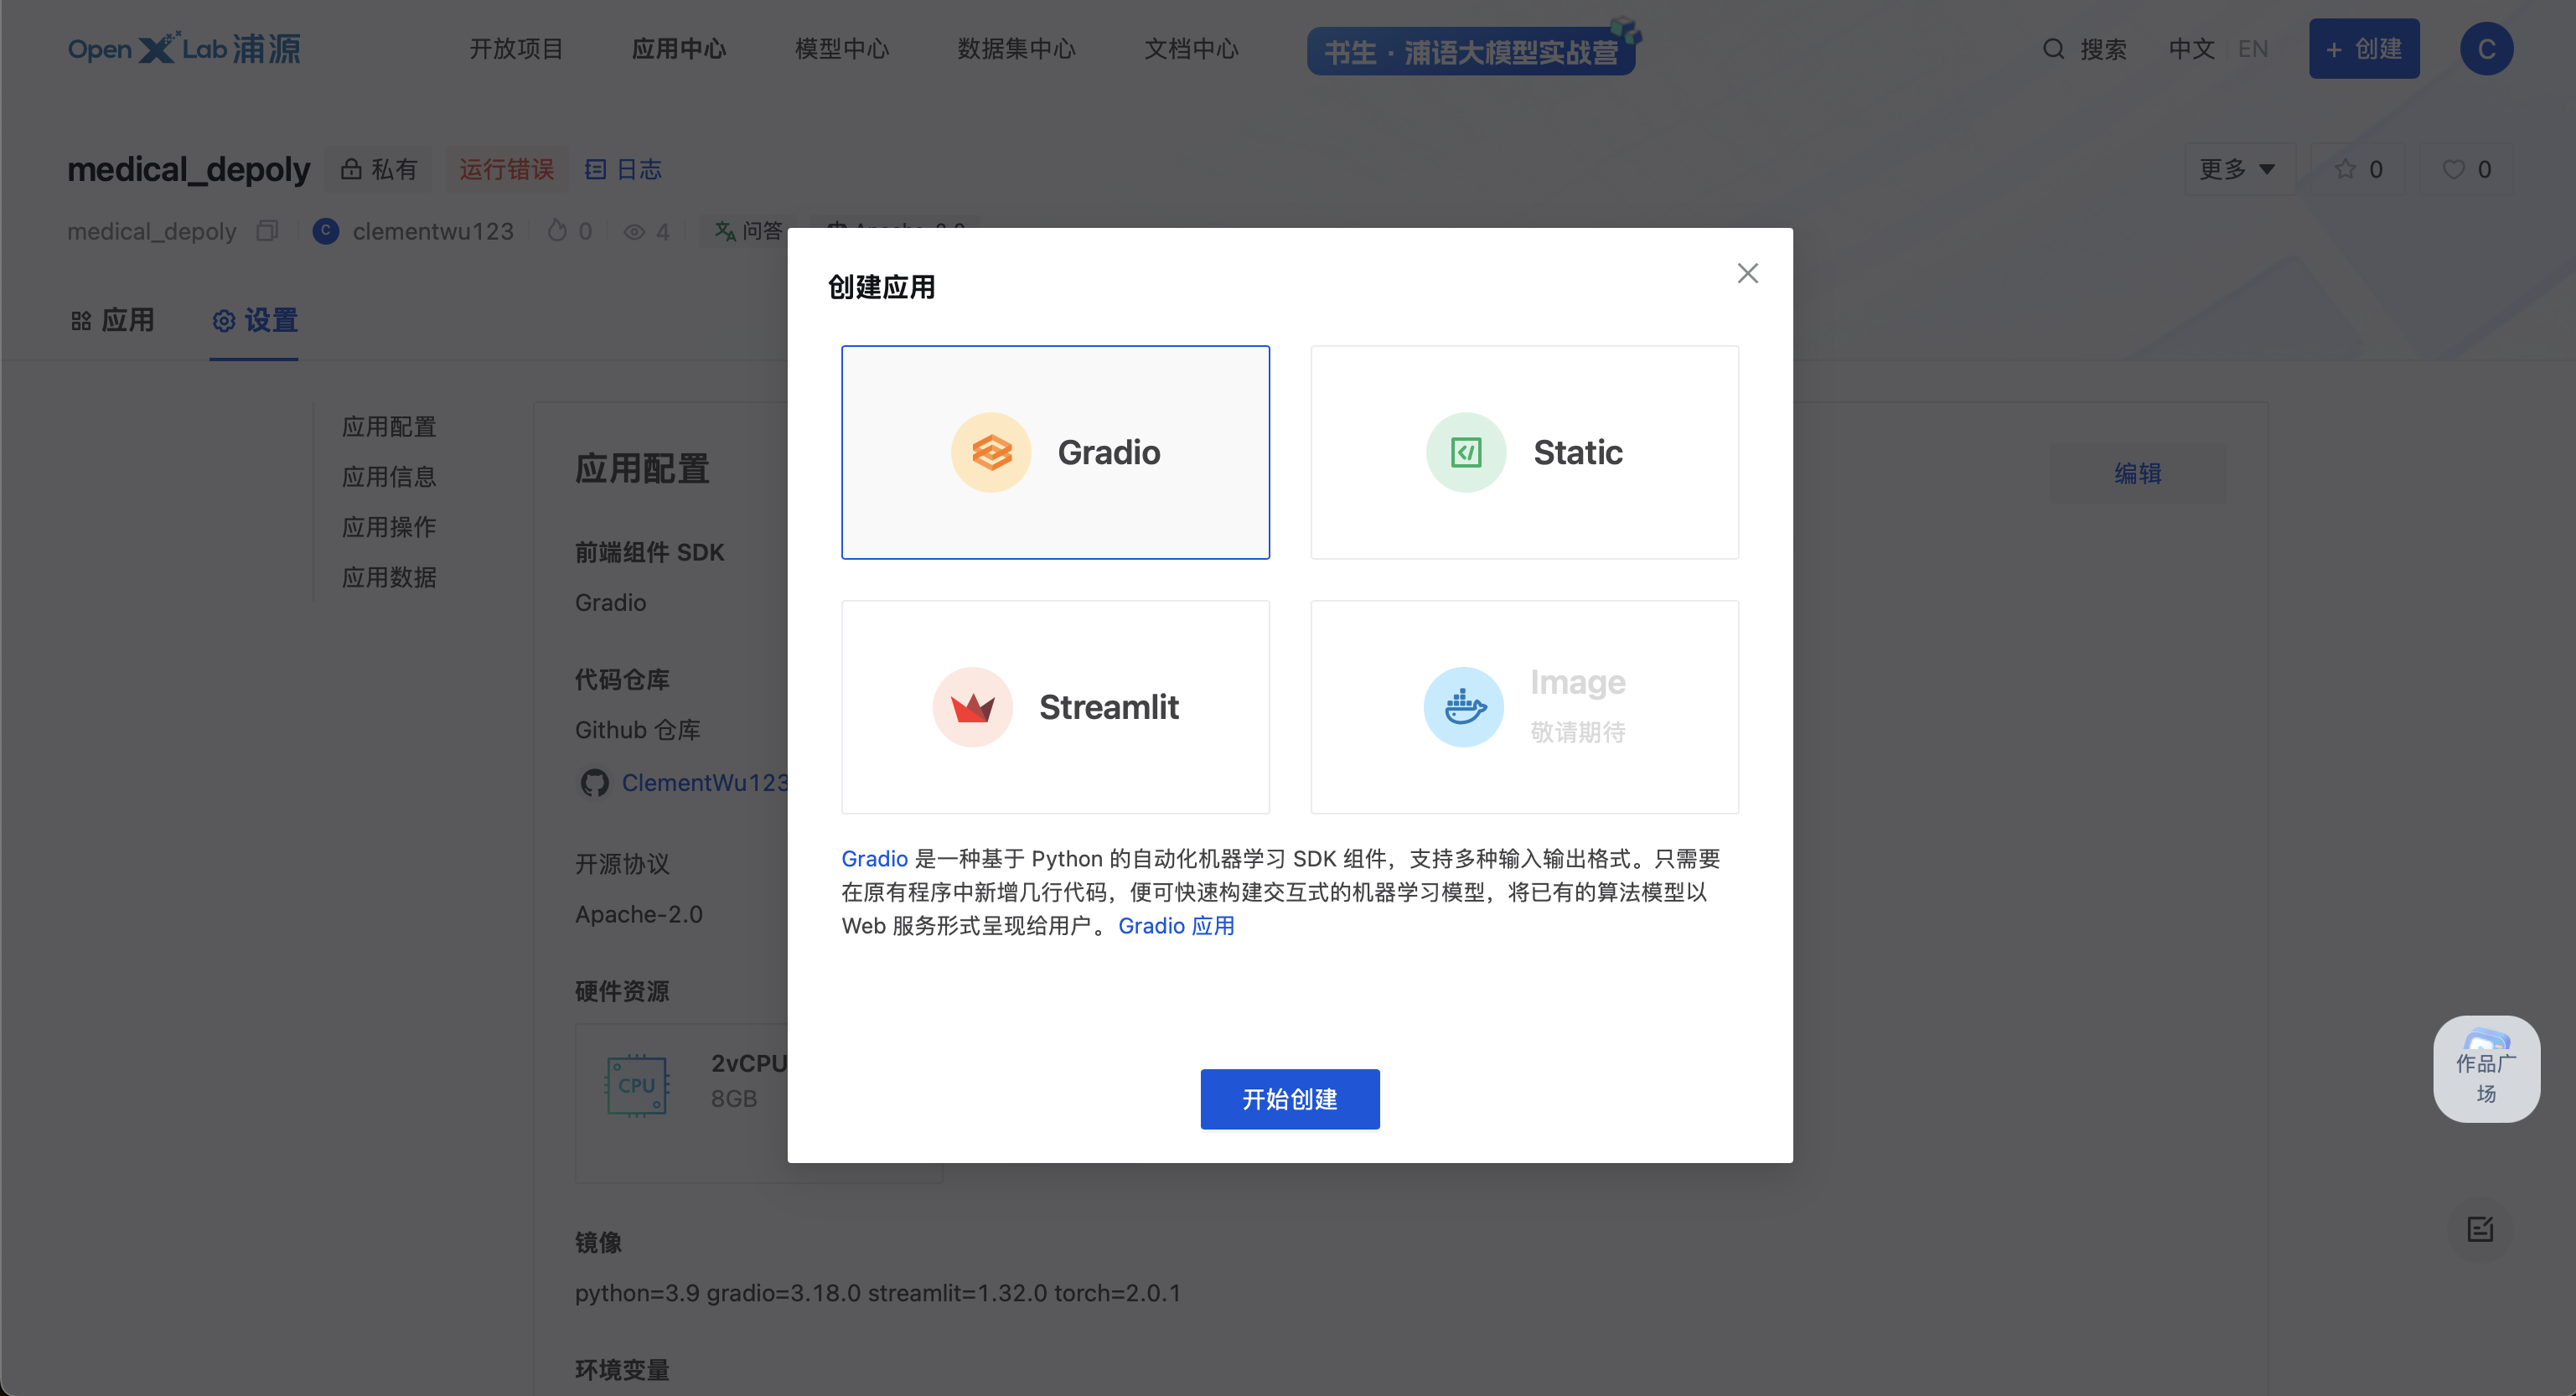 Open X Lab 浦源
开放项目
应用中心
模型中心
数据集中心
文档中心
书生·浦语大模型实战营
搜索
中文 EN
+ 创建
C
medical_depoly 私有 运行错误 日志
更多 0 0
medical_depoly C clementwu123 0 4 问答 Apache-2.0
应用 设置
应用配置
应用信息
应用操作
应用数据
应用配置
编辑
前端组件 SDK
Gradio
代码仓库
Github 仓库
ClementWu123
开源协议
Apache-2.0
硬件资源
CPU
2vCPU
8GB
镜像
python=3.9 gradio=3.18.0 streamlit=1.32.0 torch=2.0.1
环境变量
创建应用
Gradio
Static
Streamlit
Image
敬请期待
Gradio 是一种基于 Python 的自动化机器学习 SDK 组件，支持多种输入输出格式。只需要
在原有程序中新增几行代码，便可快速构建交互式的机器学习模型，将已有的算法模型以
Web 服务形式呈现给用户。 Gradio 应用
开始创建
作品广
场